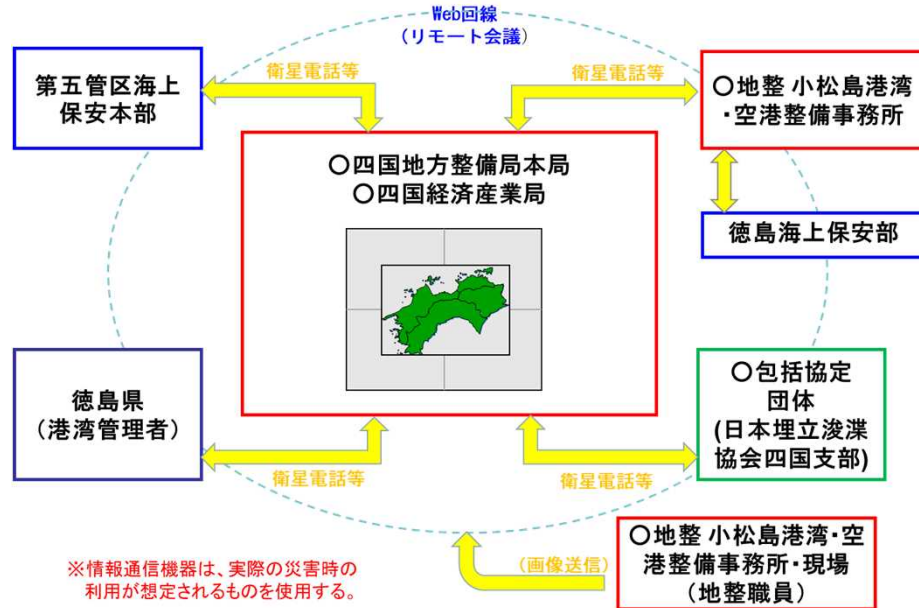 Web回線
(リモート会議)
衛星電話等
衛星電話等
第五管区海上
保安本部
〇地整 小松島港湾
・空港整備事務所
〇四国地方整備局本局
〇四国経済産業局
徳島海上保安部
徳島県
(港湾管理者)
〇包括協定
団体
(日本埋立浚渫
協会四国支部)
衛星電話等
衛星電話等
(画像送信)
〇地整 小松島港湾・空
港整備事務所・現場
(地整職員)
※情報通信機器は、実際の災害時の
利用が想定されるものを使用する。